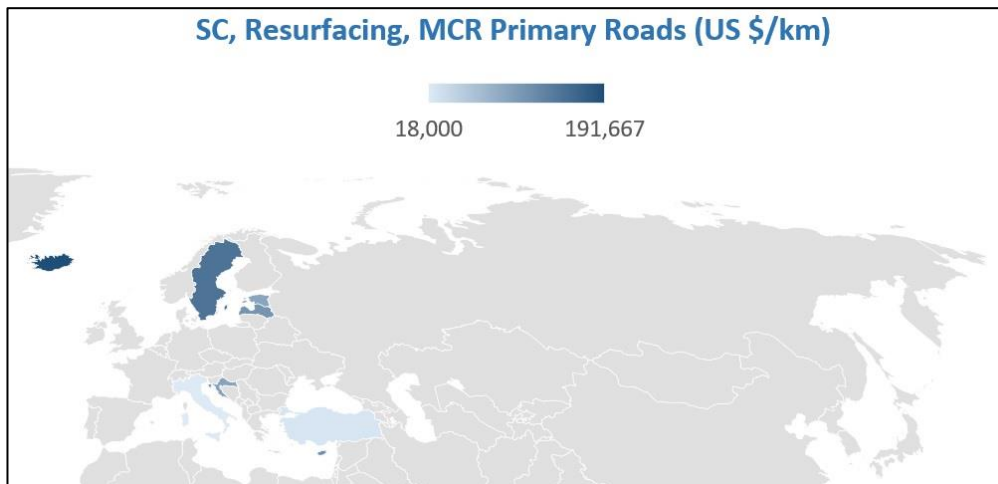 SC, Resurfacing, MCR Primary Roads (US $/km)
18,000 191,667